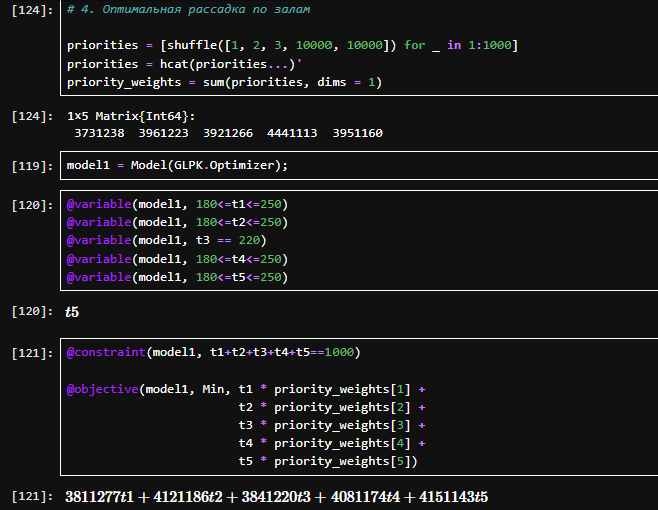 [124]: # 4. Оптимальная рассадка по залам
priorities = [shuffle([1, 2, 3, 10000, 10000]) for _ in 1:1000]
priorities = hcat(priorities...)'
priority_weights = sum(priorities, dims = 1)
[124]: 1×5 Matrix{Int64}:
3731238 3961223 3921266 4441113 3951160
[119]: model1 = Model(GLPK.Optimizer);
[120]: @variable(model1, 180<=t1<=250)
@variable(model1, 180<=t2<=250)
@variable(model1, t3 == 220)
@variable(model1, 180<=t4<=250)
@variable(model1, 180<=t5<=250)
[120]: t5
[121]: @constraint(model1, t1+t2+t3+t4+t5==1000)
@objective(model1, Min, t1 * priority_weights[1] +
t2 * priority_weights[2] +
t3 * priority_weights[3] +
t4 * priority_weights[4] +
t5 * priority_weights[5])
[121]: 3811277t1 + 4121186t2 + 3841220t3 + 4081174t4 + 4151143t5